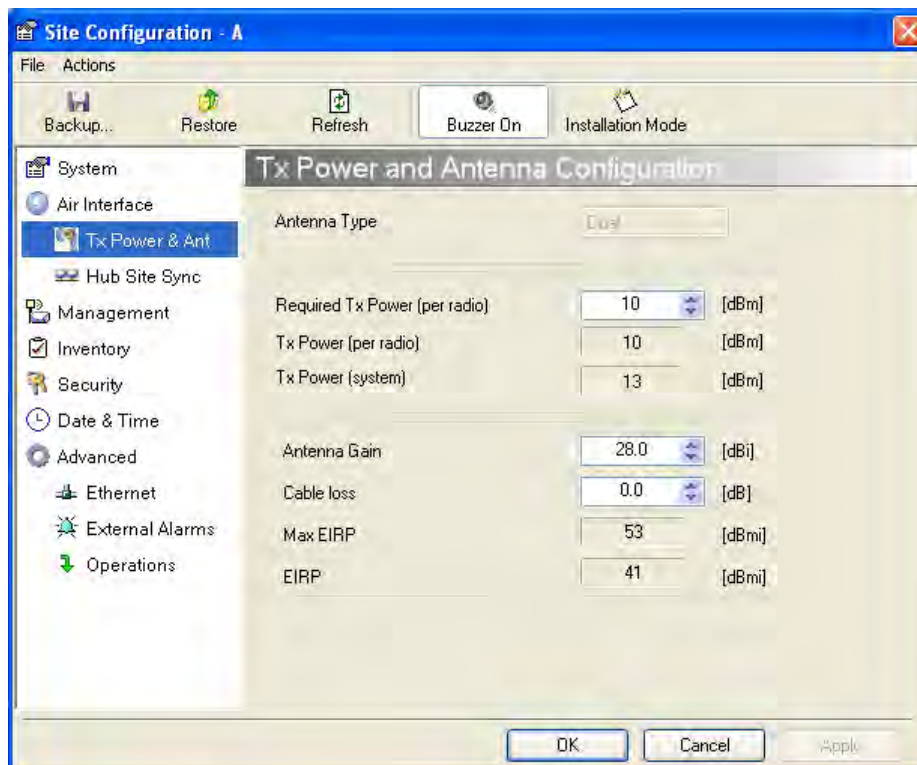 Site Configuration - A
File Actions
Backup... Restore Refresh Buzzer On Installation Mode
System
Air Interface
Tx Power & Ant
Hub Site Sync
Management
Inventory
Security
Date & Time
Advanced
Ethernet
External Alarms
Operations
Tx Power and Antenna Configuration
Antenna Type Dual
Required Tx Power (per radio) 10 [dBm]
Tx Power (per radio) 10 [dBm]
Tx Power (system) 13 [dBm]
Antenna Gain 28.0 [dBi]
Cable loss 0.0 [dB]
Max EIRP 53 [dBmi]
EIRP 41 [dBmi]
OK Cancel Apply